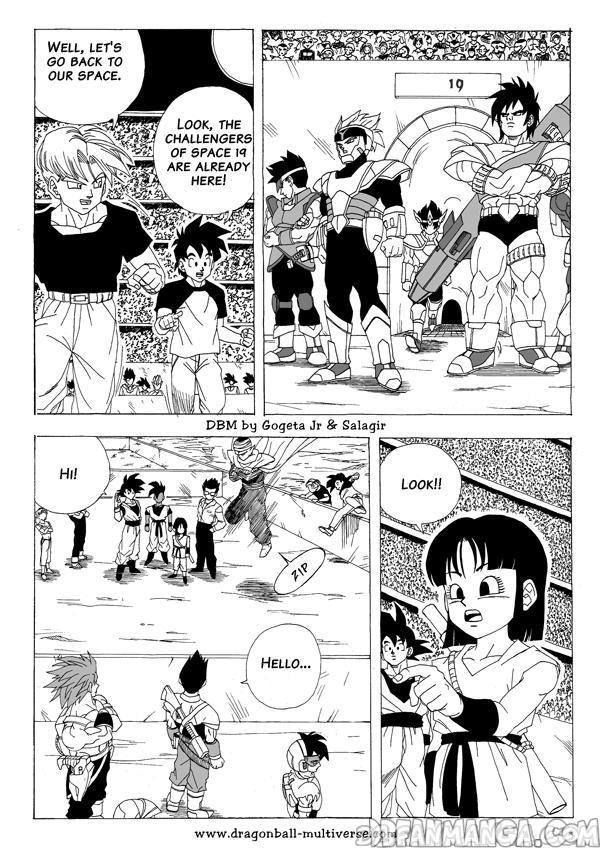 WELL, LET'S
GO BACK TO
OUR SPACE.
LOOK, THE
CHALLENGERS
OF SPACE 19
ARE ALREADY
HERE!
19
DBM by Gogeta Jr & Salagir
HI!
ZIP
HELLO...
LOOK!!
www.dragonball-multiverse.com
DBFANMANGA.COM